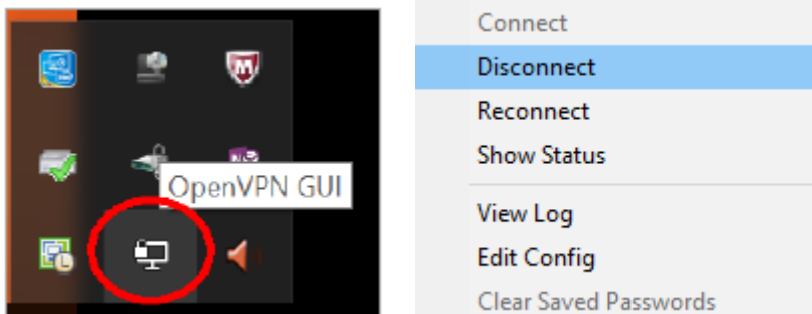 OpenVPN GUI
Connect
Disconnect
Reconnect
Show Status
View Log
Edit Config
Clear Saved Passwords